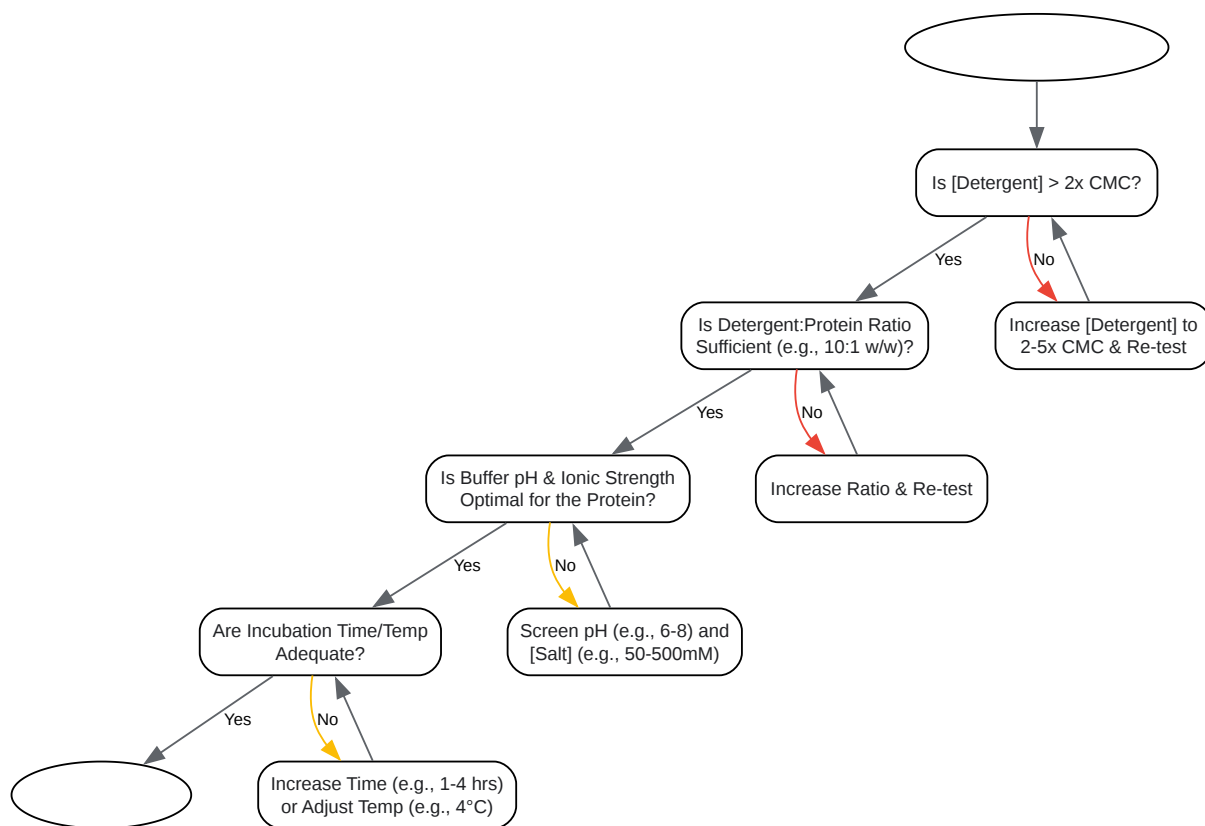 Is [Detergent] > 2x CMC?
Yes
No
Is Detergent:Protein Ratio
Sufficient (e.g., 10:1 w/w)?
Increase [Detergent] to
2-5x CMC & Re-test
Yes
No
Is Buffer pH & Ionic Strength
Optimal for the Protein?
Increase Ratio & Re-test
Yes
No
Are Incubation Time/Temp
Adequate?
Screen pH (e.g., 6-8) and
[Salt] (e.g., 50-500mM)
Yes
No
Increase Time (e.g., 1-4 hrs)
or Adjust Temp (e.g., 4°C)